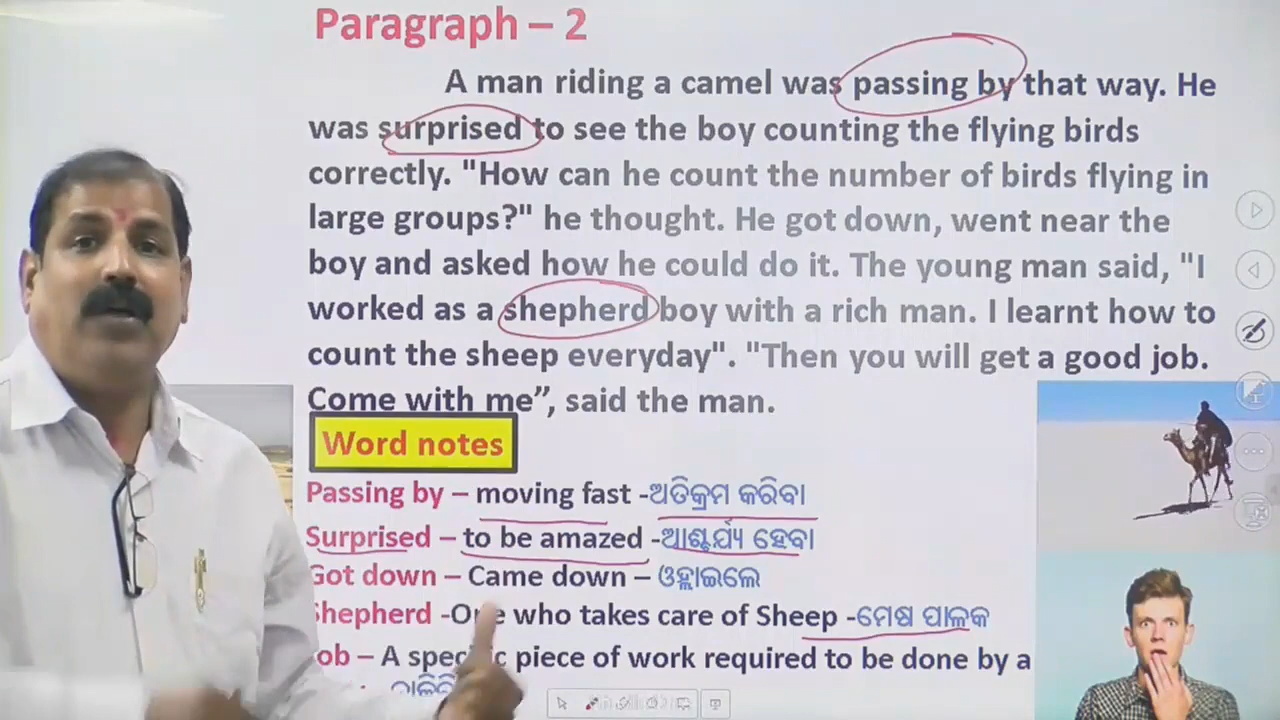 Paragraph – 2
A man riding a camel was passing by that way. He
was surprised to see the boy counting the flying birds
correctly. "How can he count the number of birds flying in
large groups?" he thought. He got down, went near the
boy and asked how he could do it. The young man said, "I
worked as a shepherd boy with a rich man. I learnt how to
count the sheep everyday". "Then you will get a good job.
Come with me”, said the man.
Word notes
Passing by – moving fast -ଅତିକ୍ରମ କରିବା
Surprised – to be amazed -ଆଶ୍ଚର୍ଯ୍ୟ ହେବା
Got down – Came down – ଓହ୍ଲାଇଲେ
Shepherd -One who takes care of Sheep -ମେଷ ପାଳକ
Job – A specific piece of work required to be done by a